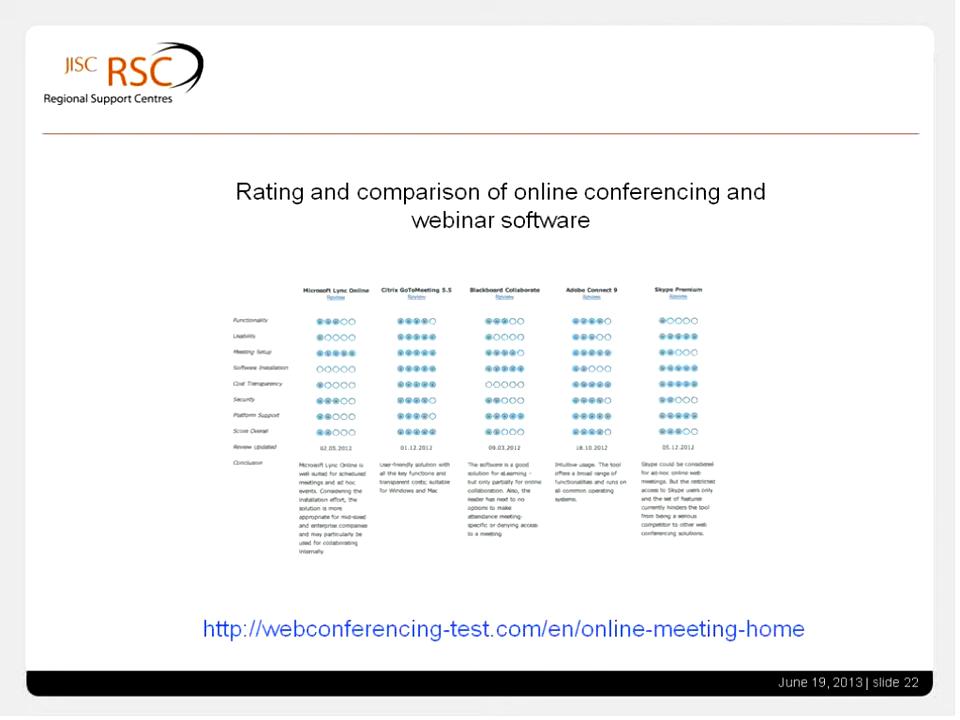 JISC RSC
Regional Support Centres
Rating and comparison of online conferencing and
webinar software
Microsoft Lync Online Citrix GoToMeeting 5.5 Blackboard Collaborate Adobe Connect 9 Skype Premium
Review Review Review Review Review
Functionality
Usability
Meeting Setup
Software Installation
Cost Transparency
Security
Platform Support
Score Overall
Review Updated 02.05.2012 01.12.2012 09.03.2012 18.10.2012 05.12.2012
Conclusion
Microsoft Lync Online is
well suited for scheduled
meetings and ad hoc
events. Considering the
installation effort, the
solution is more
appropriate for mid-sized
and enterprise companies
and may particularly be
used for collaborating
internally.
User-friendly solution with
all the key functions and
transparent costs; suitable
for Windows and Mac
The software is a good
solution for eLearning -
but only partially for online
collaboration. Also, the
leader has next to no
options to make
attendance meeting-
specific or denying access
to a meeting
Intuitive usage. The tool
offers a broad range of
functionalities and runs on
all common operating
systems.
Skype could be considered
for ad-hoc online web
meetings. But the restricted
access to Skype users only
and the set of features
currently hinders the tool
from being a serious
competitor to other web
conferencing solutions.
http://webconferencing-test.com/en/online-meeting-home
June 19, 2013 | slide 22